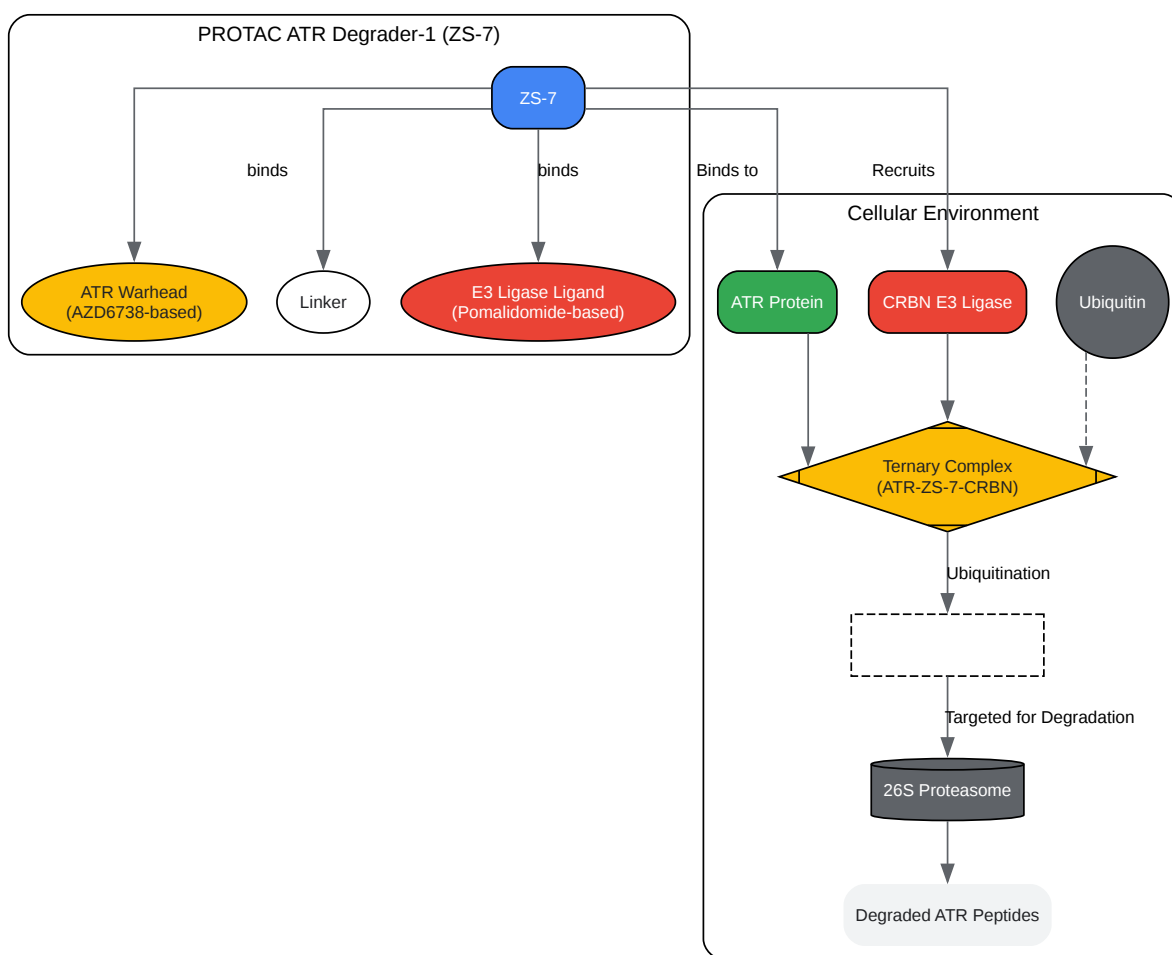 PROTAC ATR Degrader-1 (ZS-7)
ZS-7
binds
binds
Binds to
Recruits
Cellular Environment
ATR Warhead
(AZD6738-based)
Linker
E3 Ligase Ligand
(Pomalidomide-based)
ATR Protein
CRBN E3 Ligase
Ubiquitin
Ternary Complex
(ATR-ZS-7-CRBN)
Ubiquitination
Targeted for Degradation
26S Proteasome
Degraded ATR Peptides